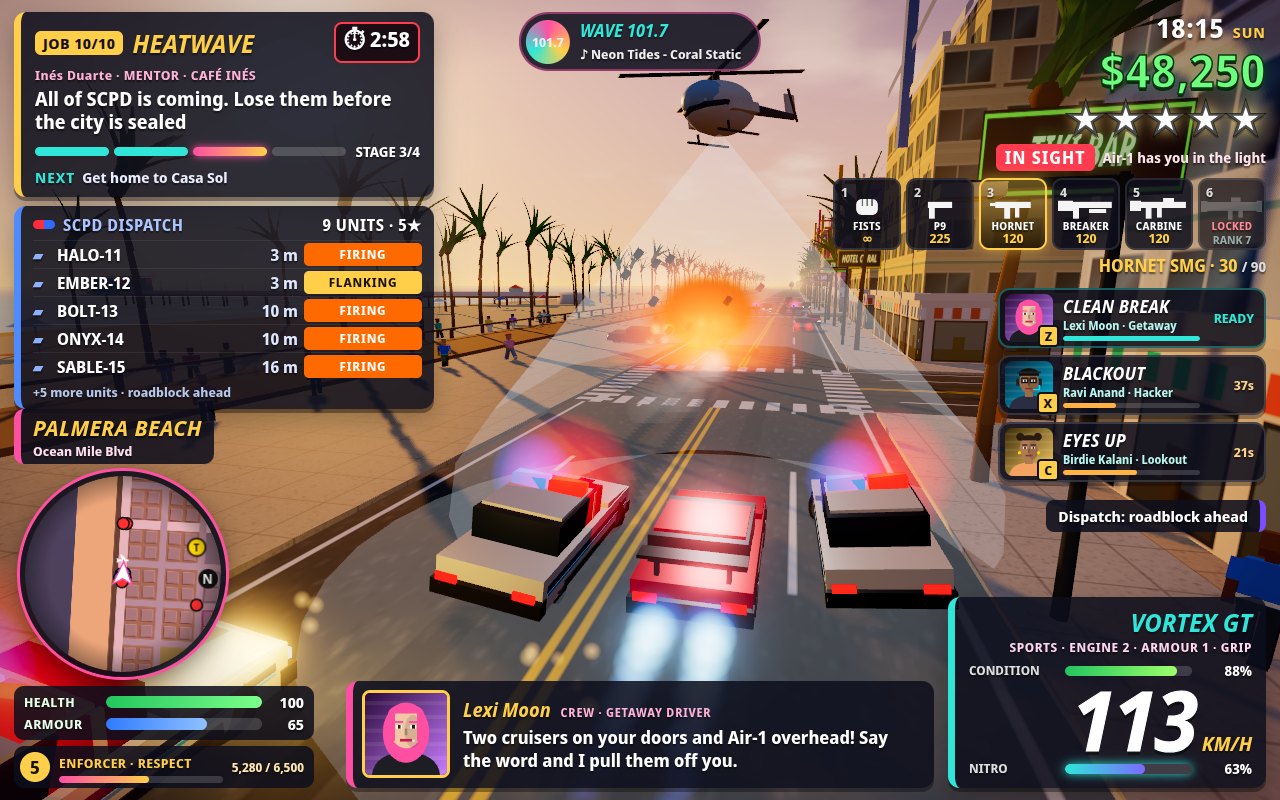 JOB 10/10 HEATWAVE 2:58
Inés Duarte · MENTOR · CAFÉ INÉS
All of SCPD is coming. Lose them before
the city is sealed
STAGE 3/4
NEXT Get home to Casa Sol
SCPD DISPATCH 9 UNITS · 5★
HALO-11 3 m FIRING
EMBER-12 3 m FLANKING
BOLT-13 10 m FIRING
ONYX-14 10 m FIRING
SABLE-15 16 m FIRING
+5 more units · roadblock ahead
PALMERA BEACH
Ocean Mile Blvd
T
N
HEALTH 100
ARMOUR 65
5 ENFORCER · RESPECT 5,280 / 6,500
101.7 WAVE 101.7
♪ Neon Tides - Coral Static
18:15 SUN
$48,250
TIKI BAR
IN SIGHT Air-1 has you in the light
1 FISTS ∞
2 P9 225
3 HORNET 120
4 BREAKER 120
5 CARBINE 120
6 LOCKED RANK 7
HORNET SMG · 30 / 90
CLEAN BREAK
Lexi Moon · Getaway
READY
Z
BLACKOUT
Ravi Anand · Hacker
37s
X
EYES UP
Birdie Kalani · Lookout
21s
C
Dispatch: roadblock ahead
Lexi Moon CREW · GETAWAY DRIVER
Two cruisers on your doors and Air-1 overhead! Say
the word and I pull them off you.
VORTEX GT
SPORTS · ENGINE 2 · ARMOUR 1 · GRIP
CONDITION 88%
113 KM/H
NITRO 63%